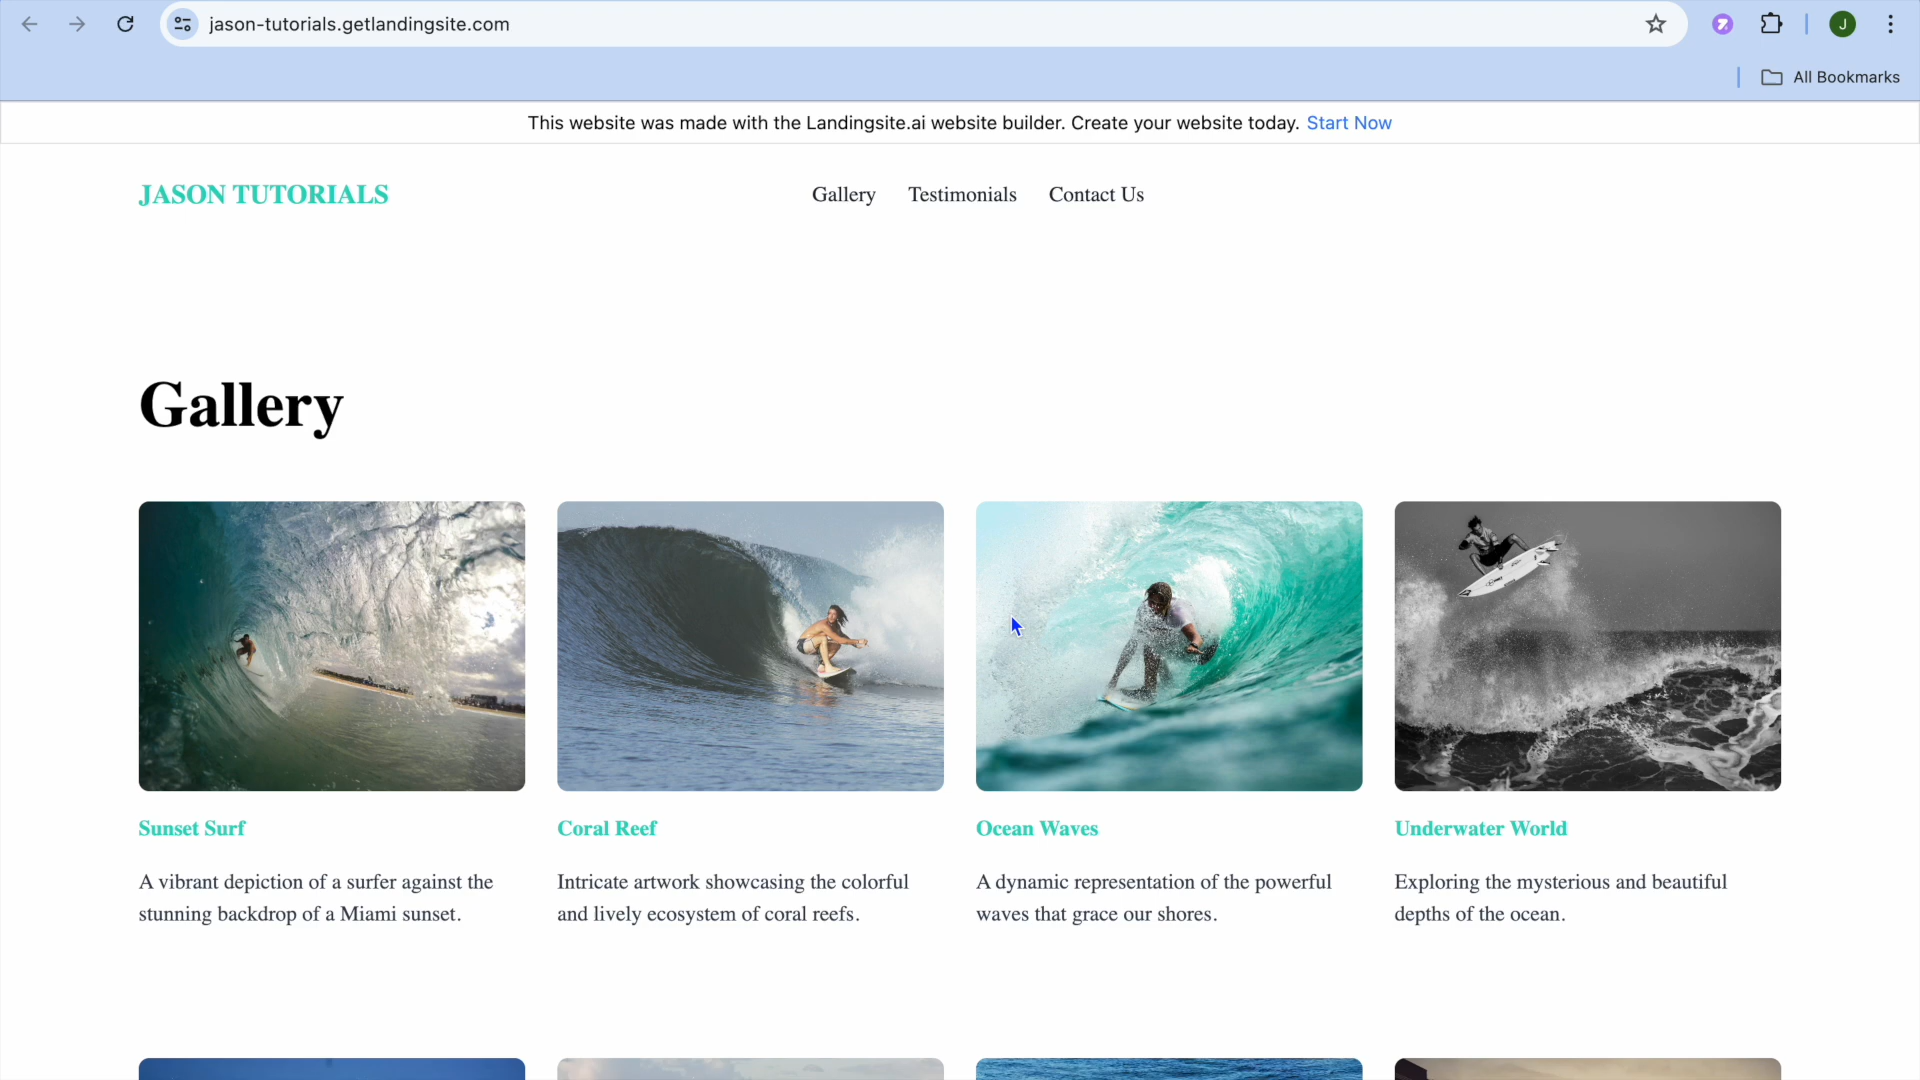 jason-tutorials.getlandingsite.com
J
All Bookmarks
This website was made with the Landingsite.ai website builder. Create your website today. Start Now
JASON TUTORIALS
Gallery
Testimonials
Contact Us
Gallery
Sunset Surf
A vibrant depiction of a surfer against the
stunning backdrop of a Miami sunset.
Coral Reef
Intricate artwork showcasing the colorful
and lively ecosystem of coral reefs.
Ocean Waves
A dynamic representation of the powerful
waves that grace our shores.
Underwater World
Exploring the mysterious and beautiful
depths of the ocean.